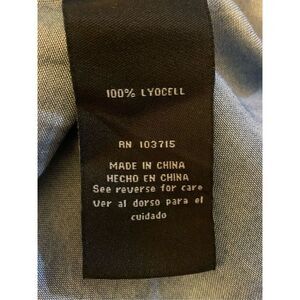 100% LYOCELL
RN 103715
MADE IN CHINA
HECHO EN CHINA
See reverse for care
Ver al dorso para el
cuidado